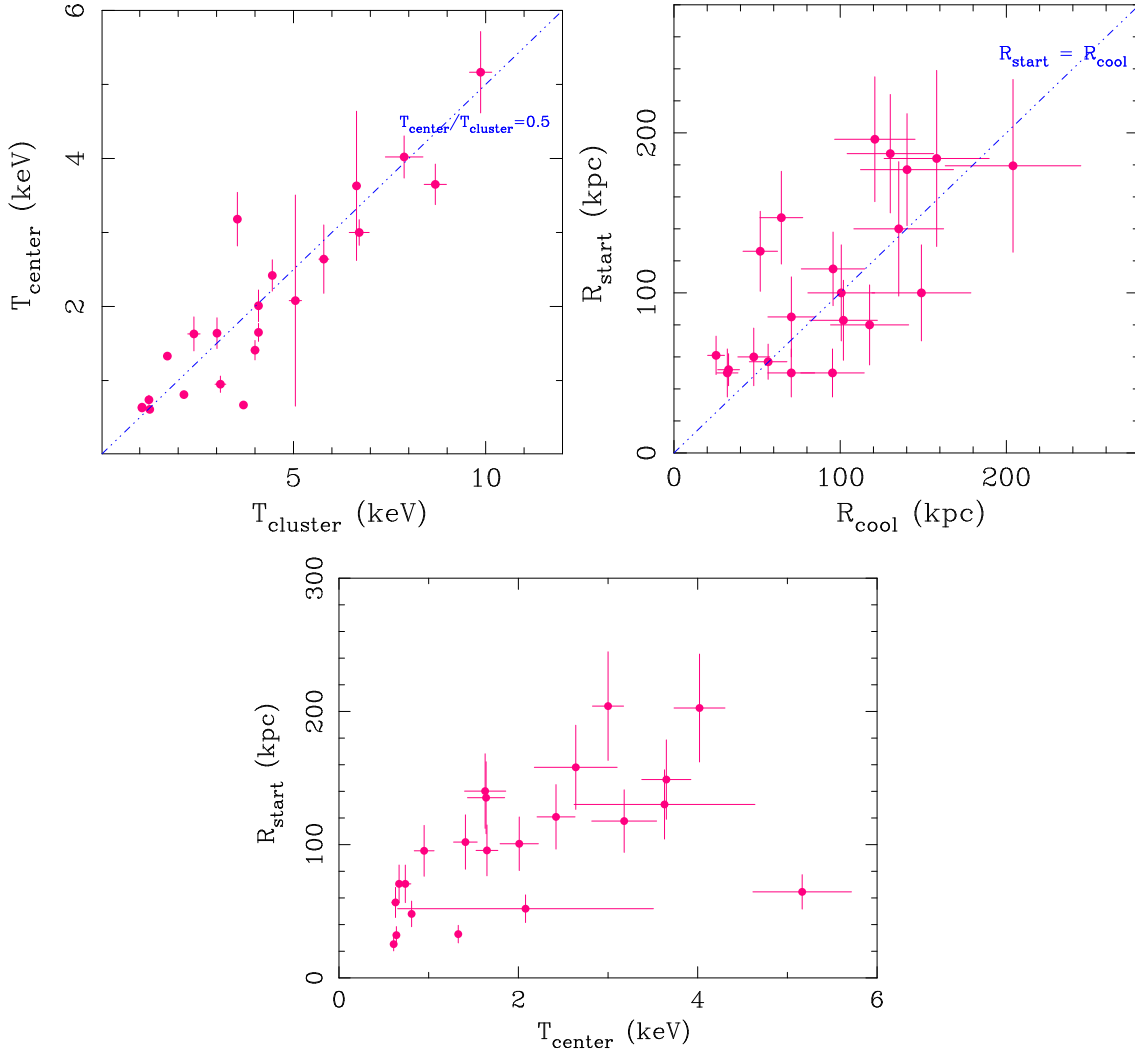 6
4
2
T_center (keV)
T_center/T_cluster=0.5
5
10
T_cluster (keV)
200
100
0
R_start (kpc)
R_start = R_cool
0
100
200
R_cool (kpc)
300
200
100
0
R_start (kpc)
0
2
4
6
T_center (keV)